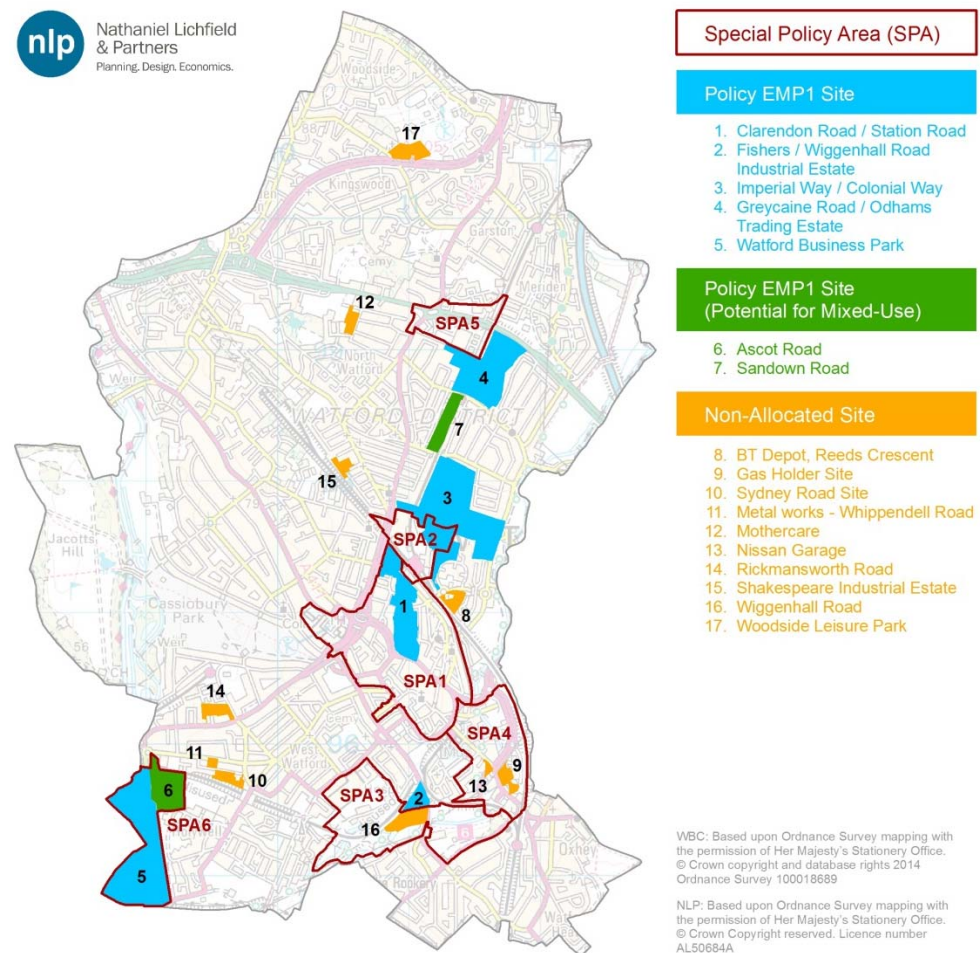 nlp
Nathaniel Lichfield
& Partners
Planning. Design. Economics.
Special Policy Area (SPA)
Policy EMP1 Site
1. Clarendon Road / Station Road
2. Fishers / Wiggenhall Road
Industrial Estate
3. Imperial Way / Colonial Way
4. Greycaine Road / Odhams
Trading Estate
5. Watford Business Park
Policy EMP1 Site
(Potential for Mixed-Use)
6. Ascot Road
7. Sandown Road
Non-Allocated Site
8. BT Depot, Reeds Crescent
9. Gas Holder Site
10. Sydney Road Site
11. Metal works - Whippendell Road
12. Mothercare
13. Nissan Garage
14. Rickmansworth Road
15. Shakespeare Industrial Estate
16. Wiggenhall Road
17. Woodside Leisure Park
WBC: Based upon Ordnance Survey mapping with
the permission of Her Majesty's Stationery Office.
© Crown copyright and database rights 2014
Ordnance Survey 100018689
NLP: Based upon Ordnance Survey mapping with
the permission of Her Majesty's Stationery Office.
© Crown Copyright reserved. Licence number
AL50684A
Woodside
17
Kingswood
Garston
Cemy
Meriden
12
SPA5
North
Watford
4
Weir
WATFORD DISTRICT
7
15
3
Jacotts
Hill
SPA2
Cassiobury
Park
1
8
Weir
56
SPA1
14
SPA4
Cemy
West
Watford
11
10
9
13
6
SPA3
2
SPA6
16
Oxhey
5